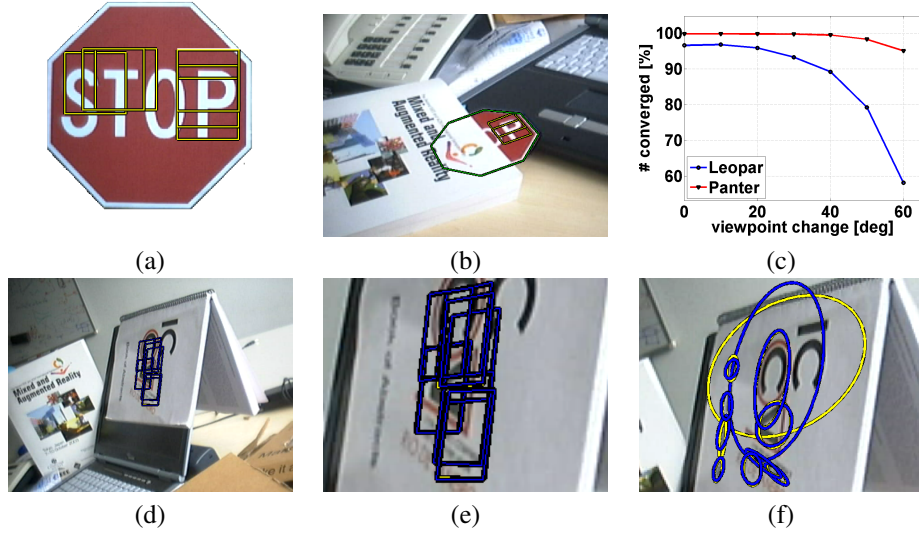 STOP
Mixed and
Augmented Reality
100
90
80
70
60
# converged [%]
Leopar
Panter
0
20
40
60
viewpoint change [deg]
(a)
(b)
(c)
Mixed and
Augmented Reality
(d)
(e)
(f)